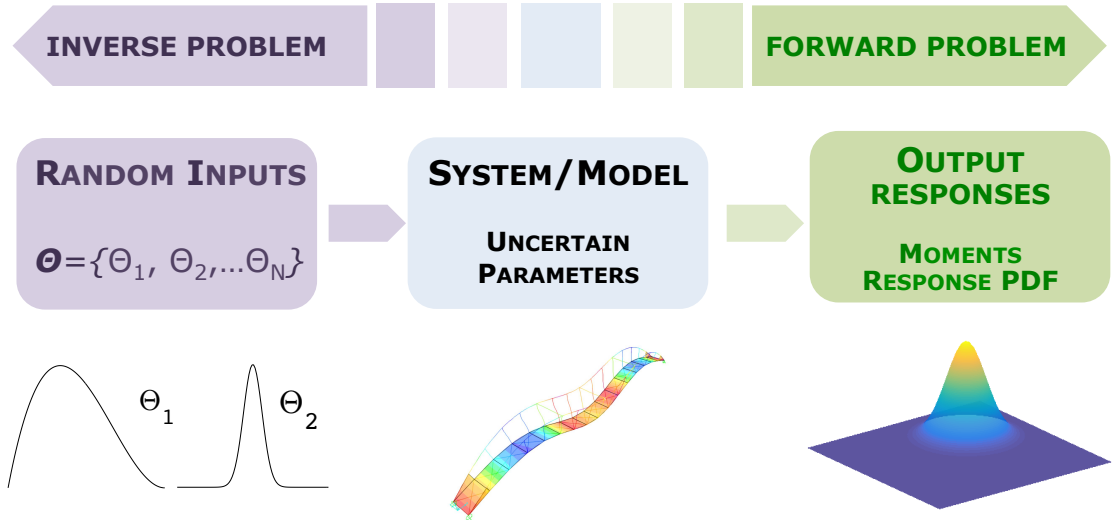 INVERSE PROBLEM
FORWARD PROBLEM
RANDOM INPUTS
Θ={Θ₁, Θ₂,…Θ_N}
SYSTEM/MODEL
UNCERTAIN
PARAMETERS
OUTPUT
RESPONSES
MOMENTS
RESPONSE PDF
Θ₁
Θ₂